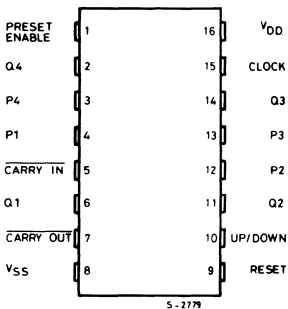 PRESET
ENABLE 1 16 VDD
Q4 2 15 CLOCK
P4 3 14 Q3
P1 4 13 P3
CARRY IN 5 12 P2
Q1 6 11 Q2
CARRY OUT 7 10 UP/DOWN
VSS 8 9 RESET
S-2779